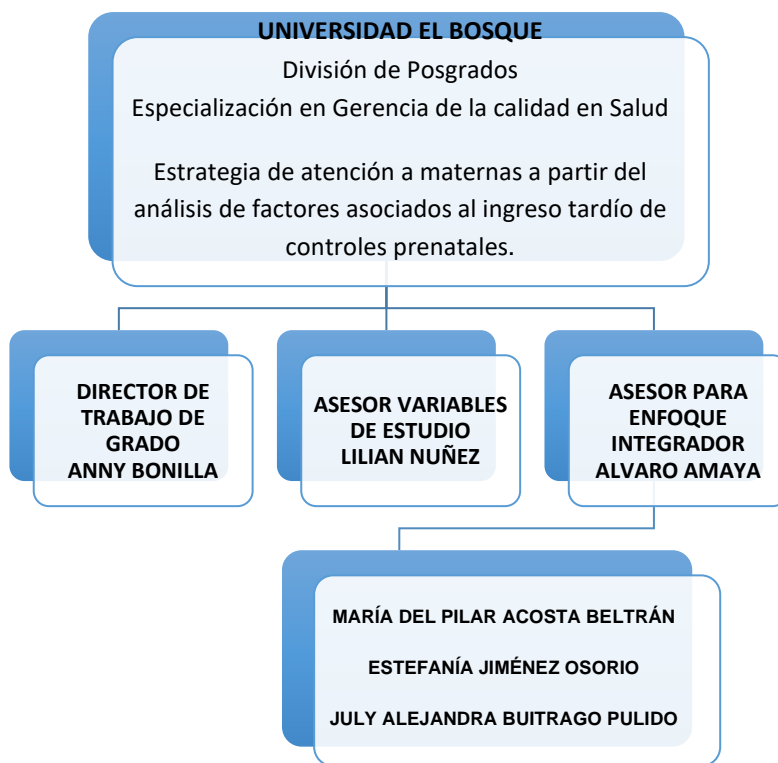 UNIVERSIDAD EL BOSQUE
División de Posgrados
Especialización en Gerencia de la calidad en Salud
Estrategia de atención a maternas a partir del
análisis de factores asociados al ingreso tardío de
controles prenatales.
DIRECTOR DE
TRABAJO DE
GRADO
ANNY BONILLA
ASESOR VARIABLES
DE ESTUDIO
LILIAN NUÑEZ
ASESOR PARA
ENFOQUE
INTEGRADOR
ALVARO AMAYA
MARÍA DEL PILAR ACOSTA BELTRÁN
ESTEFANÍA JIMÉNEZ OSORIO
JULY ALEJANDRA BUITRAGO PULIDO